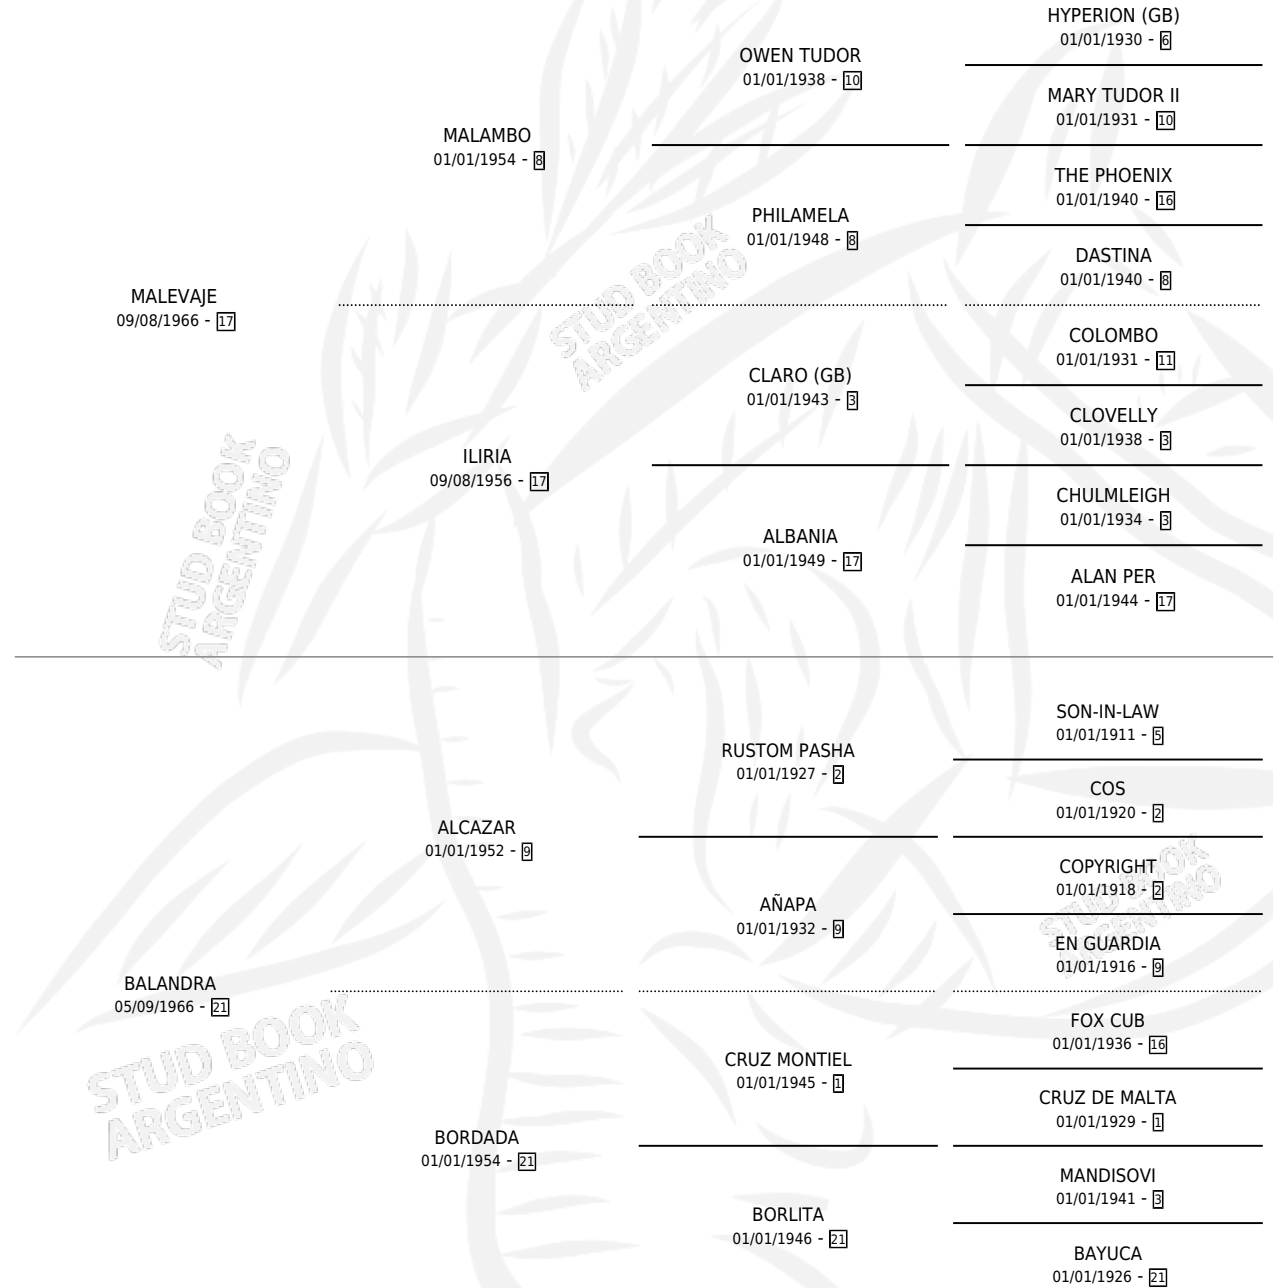 HYPERION (GB)
01/01/1930 - 6
OWEN TUDOR
01/01/1938 - 10
MARY TUDOR II
01/01/1931 - 10
MALAMBO
01/01/1954 - 8
THE PHOENIX
01/01/1940 - 16
PHILAMELA
01/01/1948 - 8
DASTINA
01/01/1940 - 8
MALEVAJE
09/08/1966 - 17
COLOMBO
01/01/1931 - 11
CLARO (GB)
01/01/1943 - 3
CLOVELLY
01/01/1938 - 3
ILIRIA
09/08/1956 - 17
CHULMLEIGH
01/01/1934 - 3
ALBANIA
01/01/1949 - 17
ALAN PER
01/01/1944 - 17
SON-IN-LAW
01/01/1911 - 5
RUSTOM PASHA
01/01/1927 - 2
COS
01/01/1920 - 2
ALCAZAR
01/01/1952 - 9
COPYRIGHT
01/01/1918 - 2
AÑAPA
01/01/1932 - 9
EN GUARDIA
01/01/1916 - 9
BALANDRA
05/09/1966 - 21
FOX CUB
01/01/1936 - 16
CRUZ MONTIEL
01/01/1945 - 1
CRUZ DE MALTA
01/01/1929 - 1
BORDADA
01/01/1954 - 21
MANDISOVI
01/01/1941 - 3
BORLITA
01/01/1946 - 21
BAYUCA
01/01/1926 - 21
STUD BOOK
ARGENTINO
STUD BOOK
ARGENTINO
STUD BOOK
ARGENTINO
STUD BOOK
ARGENTINO